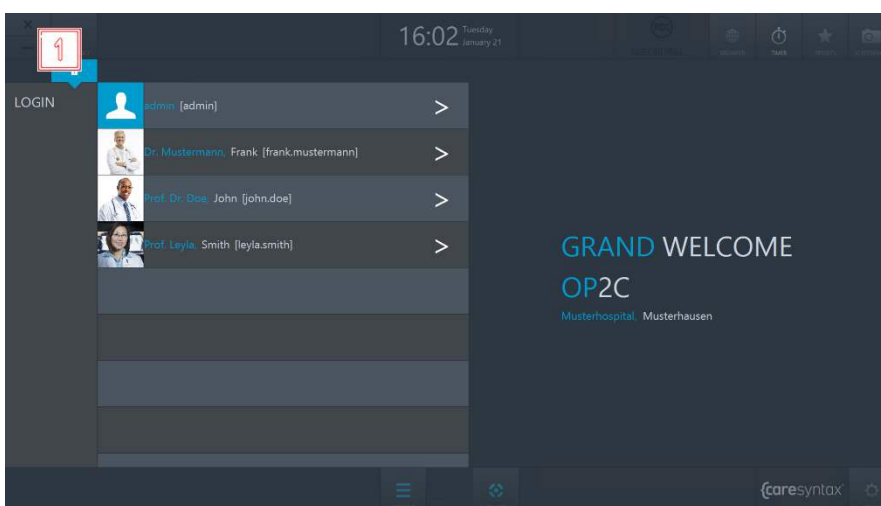 1
16:02 Tuesday
January 21
TIMER
LOGIN
admin [admin]
>
Dr. Mustermann, Frank [frank.mustermann]
>
Prof. Dr. Doe, John [john.doe]
>
Prof. Leyla, Smith [leyla.smith]
>
GRAND WELCOME
OP2C
Musterhospital, Musterhausen
{caresyntax